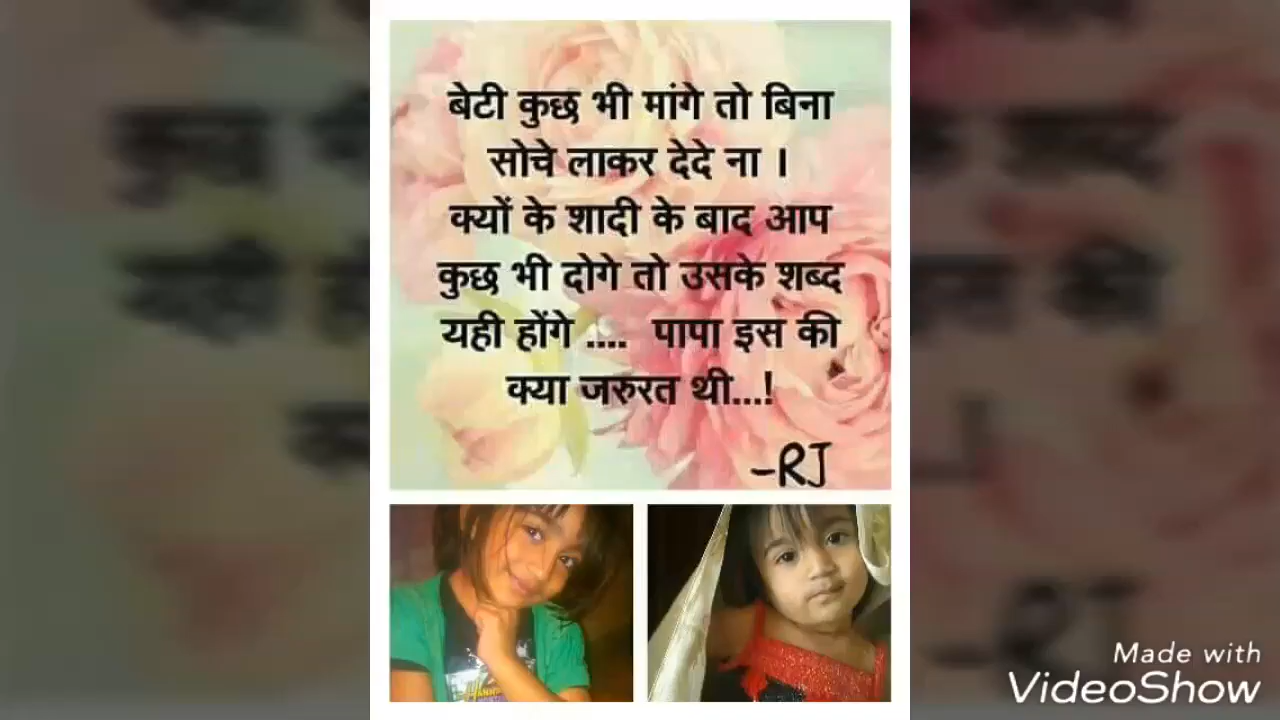 बेटी कुछ भी मांगे तो बिना
सोचे लाकर देदे ना ।
क्यों के शादी के बाद आप
कुछ भी दोगे तो उसके शब्द
यही होंगे .... पापा इस की
क्या जरुरत थी...!
-RJ
Made with
VideoShow